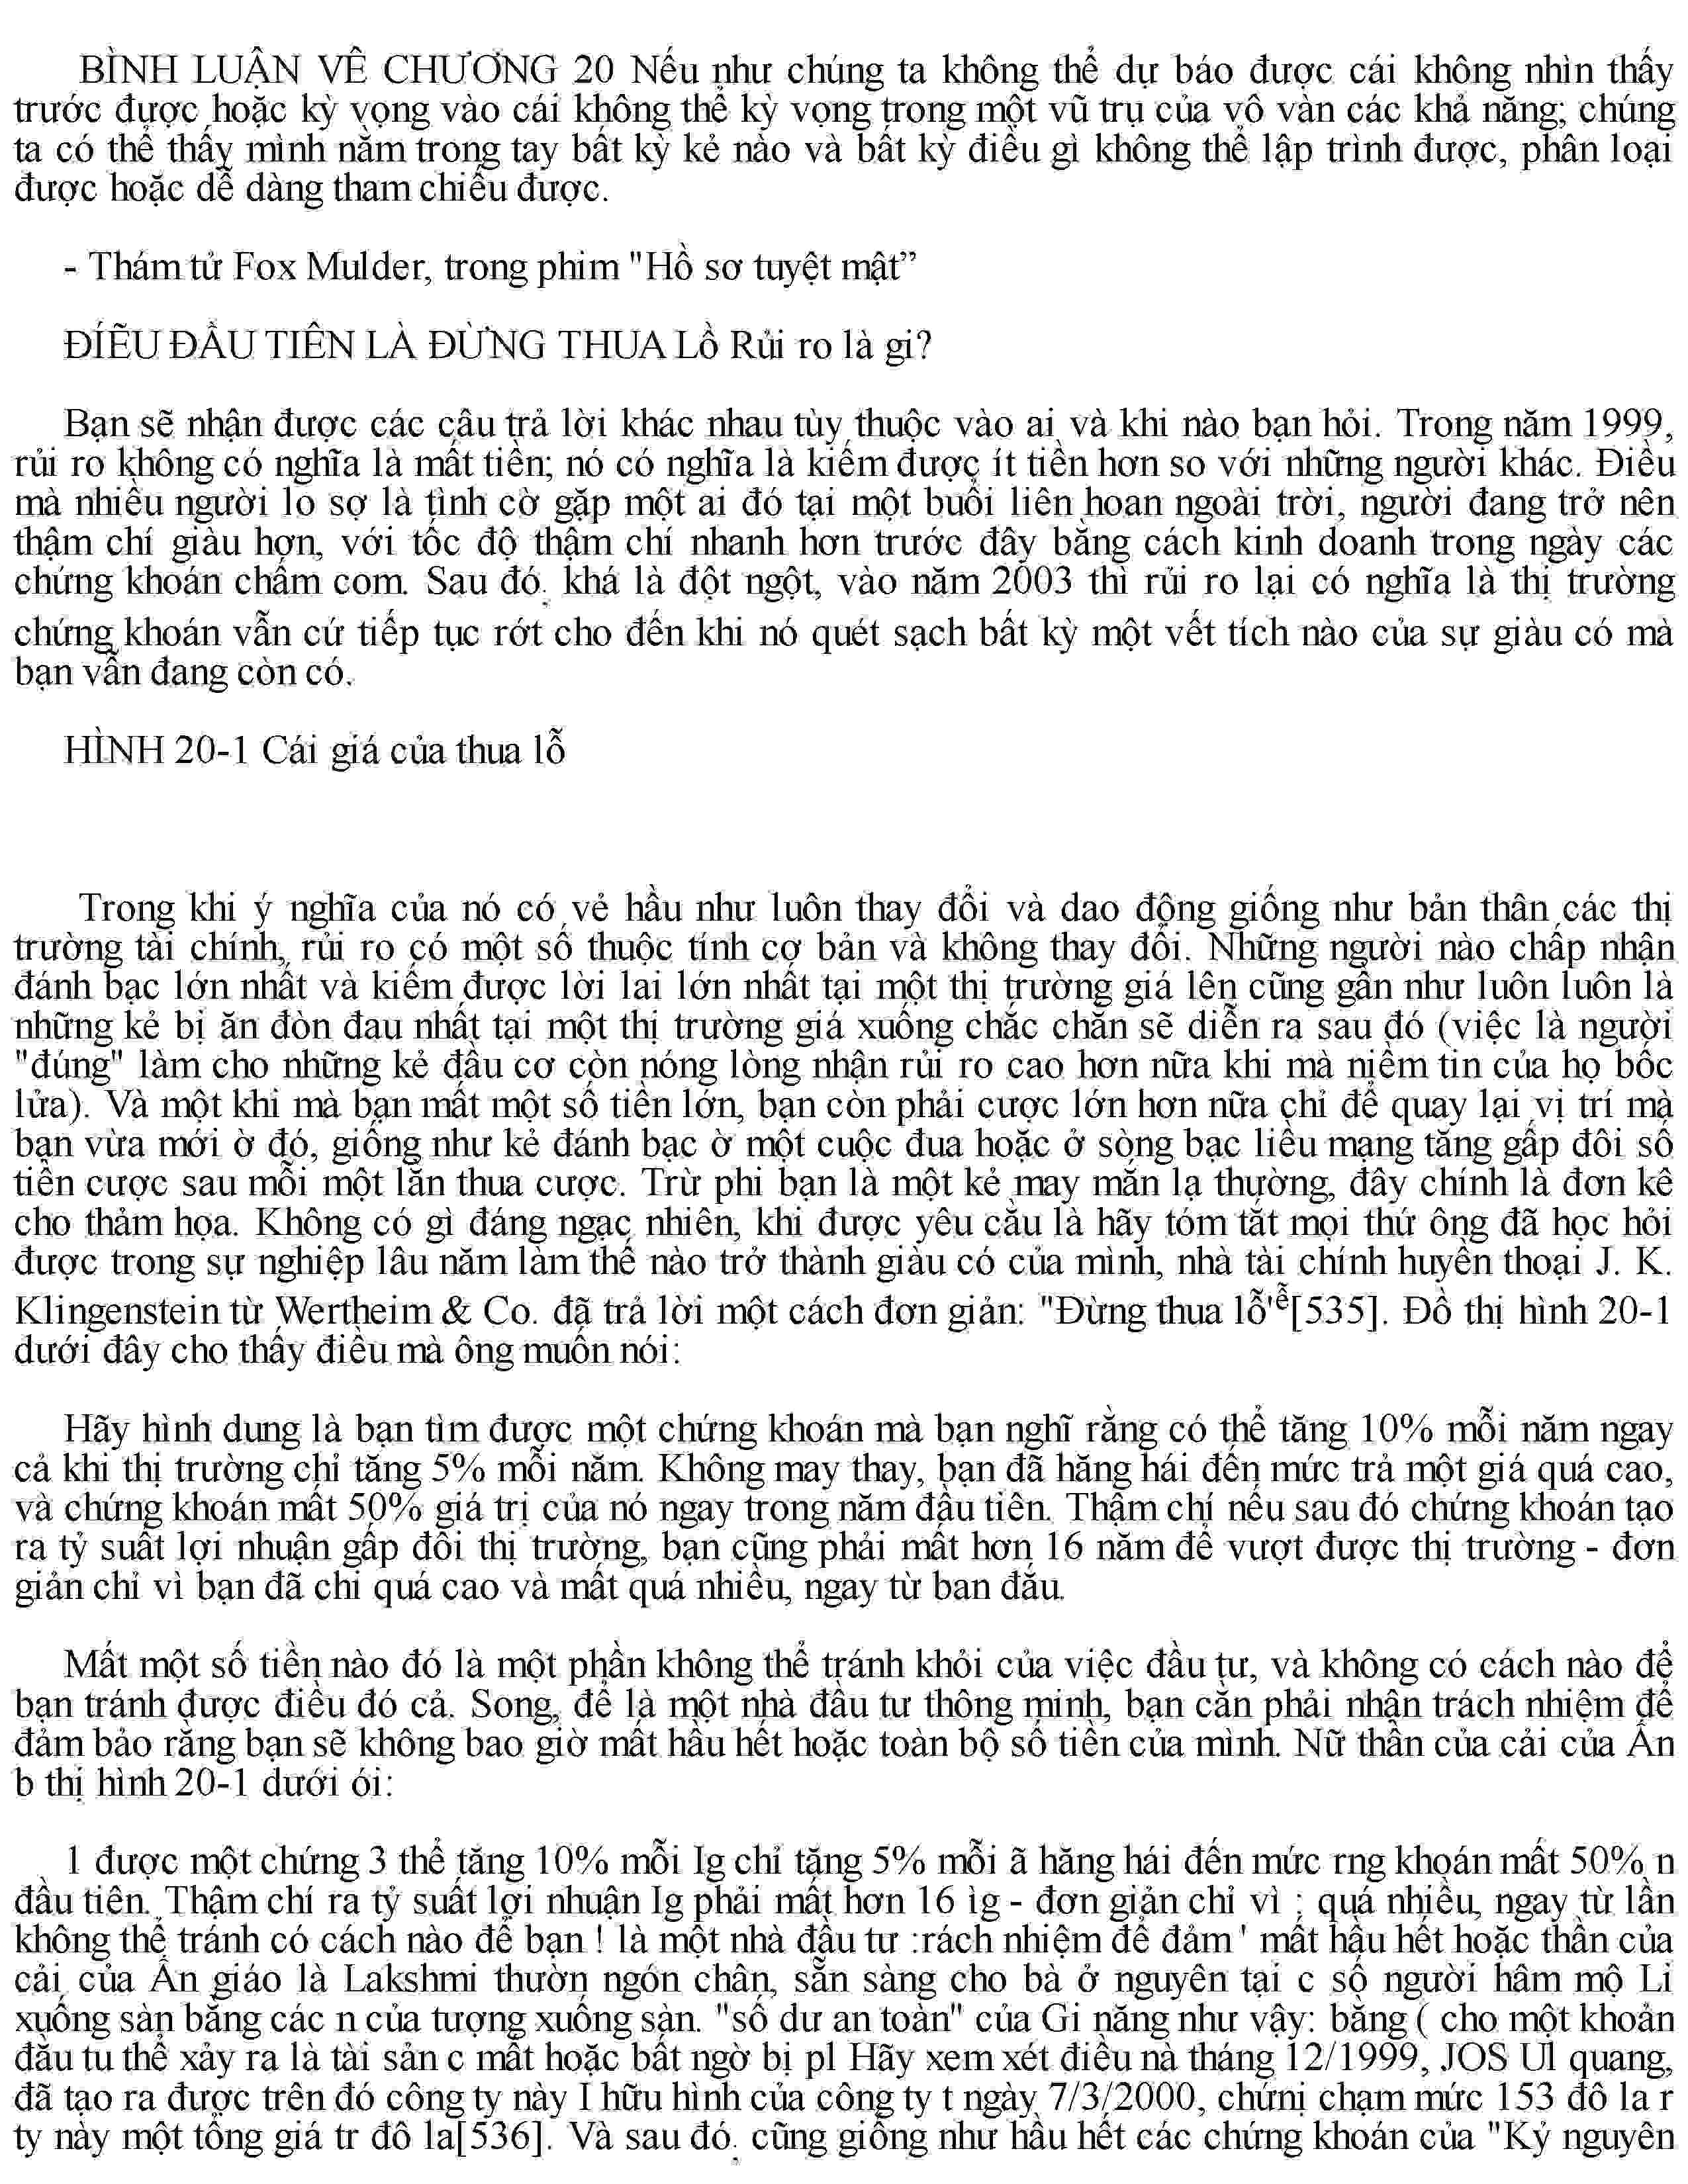 BÌNH LUẬN VÊ CHƯƠNG 20 Nếu như chúng ta không thể dự báo được cái không nhìn thấy
trước được hoặc kỳ vọng vào cái không thể kỳ vọng trong một vũ trụ của vô vàn các khả năng; chúng
ta có thể thấy mình nằm trong tay bất kỳ kẻ nào và bất kỳ điều gì không thể lập trình được, phân loại
được hoặc dễ dàng tham chiếu được.
- Thám tử Fox Mulder, trong phim "Hồ sơ tuyệt mật”
ĐÍẼU ĐẦU TIÊN LÀ ĐỪNG THUA Lồ Rủi ro là gi?
Bạn sẽ nhận được các câu trả lời khác nhau tùy thuộc vào ai và khi nào bạn hỏi. Trong năm 1999,
rủi ro không có nghĩa là mất tiền; nó có nghĩa là kiếm được ít tiền hơn so với những người khác. Điều
mà nhiều người lo sợ là tình cờ gặp một ai đó tại một buổi liên hoan ngoài trời, người đang trở nên
thậm chí giàu hơn, với tốc độ thậm chí nhanh hơn trước đây bằng cách kinh doanh trong ngày các
chứng khoán chấm com. Sau đó. khá là đột ngột, vào năm 2003 thì rủi ro lại có nghĩa là thị trường
chứng khoán vẫn cứ tiếp tục rớt cho đến khi nó quét sạch bất kỳ một vết tích nào của sự giàu có mà
bạn vẫn đang còn có.
HÌNH 20-1 Cái giá của thua lỗ
Trong khi ý nghĩa của nó có vẻ hầu như luôn thay đổi và dao động giống như bản thân các thị
trường tài chính, rủi ro có một số thuộc tính cơ bản và không thay đổi. Những người nào chấp nhận
đánh bạc lớn nhất và kiếm được lời lai lớn nhất tại một thị trường giá lên cũng gần như luôn luôn là
những kẻ bị ăn đòn đau nhất tại một thị trường giá xuống chắc chắn sẽ diễn ra sau đó (việc là người
"đúng" làm cho những kẻ đầu cơ còn nóng lòng nhận rủi ro cao hơn nữa khi mà niềm tin của họ bốc
lửa). Và một khi mà bạn mất một số tiền lớn, bạn còn phải cược lớn hơn nữa chỉ để quay lại vị trí mà
bạn vừa mới ờ đó, giống như kẻ đánh bạc ờ một cuộc đua hoặc ở sòng bạc liều mạng tăng gấp đôi số
tiền cược sau mỗi một lần thua cược. Trừ phi bạn là một kẻ may mắn lạ thường, đây chính là đơn kê
cho thảm họa. Không có gì đáng ngạc nhiên, khi được yêu cầu là hãy tóm tắt mọi thứ ông đã học hỏi
được trong sự nghiệp lâu năm làm thế nào trở thành giàu có của mình, nhà tài chính huyền thoại J. K.
Klingenstein từ Wertheim & Co. đã trả lời một cách đơn giản: "Đừng thua lỗ'ễ[535]. Đồ thị hình 20-1
dưới đây cho thấy điều mà ông muốn nói:
Hãy hình dung là bạn tìm được một chứng khoán mà bạn nghĩ rằng có thể tăng 10% mỗi năm ngay
cả khi thị trường chỉ tăng 5% mỗi năm. Không may thay, bạn đã hăng hái đến mức trả một giá quá cao,
và chứng khoán mất 50% giá trị của nó ngay trong năm đầu tiên. Thậm chí nếu sau đó chứng khoán tạo
ra tỷ suất lợi nhuận gấp đôi thị trường, bạn cũng phải mất hơn 16 năm để vượt được thị trường - đơn
giản chỉ vì bạn đã chi quá cao và mất quá nhiều, ngay từ ban đắu.
Mất một số tiền nào đó là một phần không thể tránh khỏi của việc đầu tư, và không có cách nào để
bạn tránh được điều đó cả. Song, để là một nhà đầu tư thông minh, bạn cần phải nhận trách nhiệm để
đảm bảo rằng bạn sẽ không bao giờ mất hầu hết hoặc toàn bộ số tiền của mình. Nữ thần của cải của Ấn
b thị hình 20-1 dưới ói:
1 được một chứng 3 thể tăng 10% mỗi Ig chỉ tăng 5% mỗi ã hăng hái đến mức rng khoán mất 50% n
đầu tiên. Thậm chí ra tỷ suất lợi nhuận Ig phải mất hơn 16 ìg - đơn giản chỉ vì ; quá nhiều, ngay từ lần
không thể tránh có cách nào để bạn ! là một nhà đầu tư :rách nhiệm để đảm ' mất hầu hết hoặc thần của
cải của Ấn giáo là Lakshmi thườn ngón chân, sẵn sàng cho bà ở nguyên tại c số người hâm mộ Li
xuống sàn bằng các n của tượng xuống sàn. "số dư an toàn" của Gi năng như vậy: bằng ( cho một khoản
đầu tu thể xảy ra là tài sản c mất hoặc bất ngờ bị pl Hãy xem xét điều nà tháng 12/1999, JOS Ul quang,
đã tạo ra được trên đó công ty này I hữu hình của công ty t ngày 7/3/2000, chứnị chạm mức 153 đô la r
ty này một tổng giá tr đô la[536]. Và sau đó. cũng giống như hầu hết các chứng khoán của "Kỷ nguyên